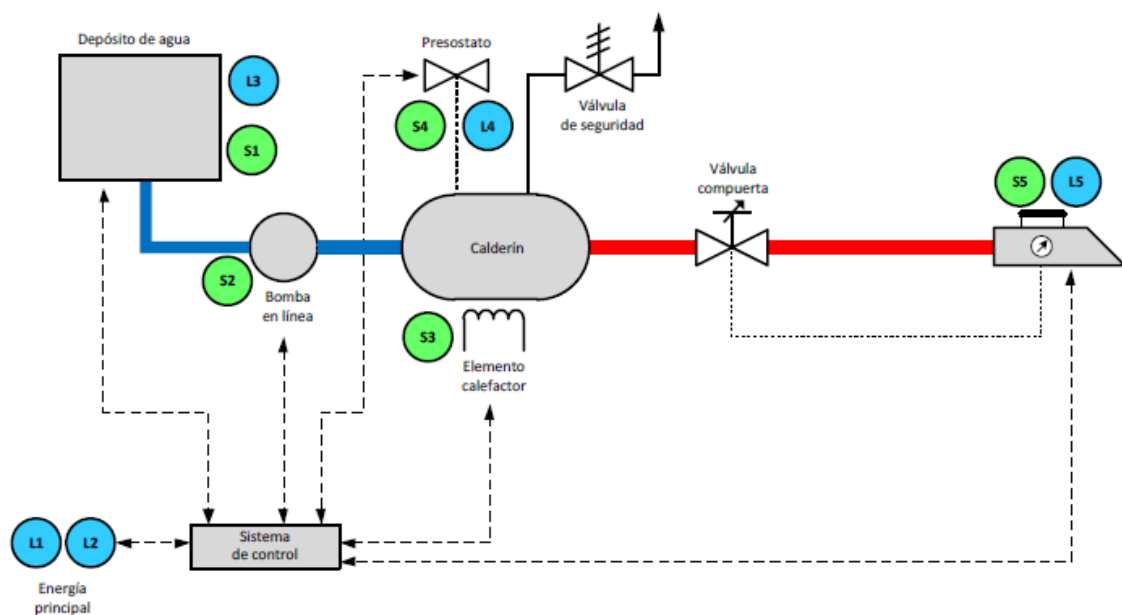 Depósito de agua
L3
S1
Presostato
S4
L4
Válvula
de seguridad
Válvula
compuerta
S5
L5
Calderín
S2
Bomba
en línea
S3
Elemento
calefactor
L1
L2
Sistema
de control
Energía
principal